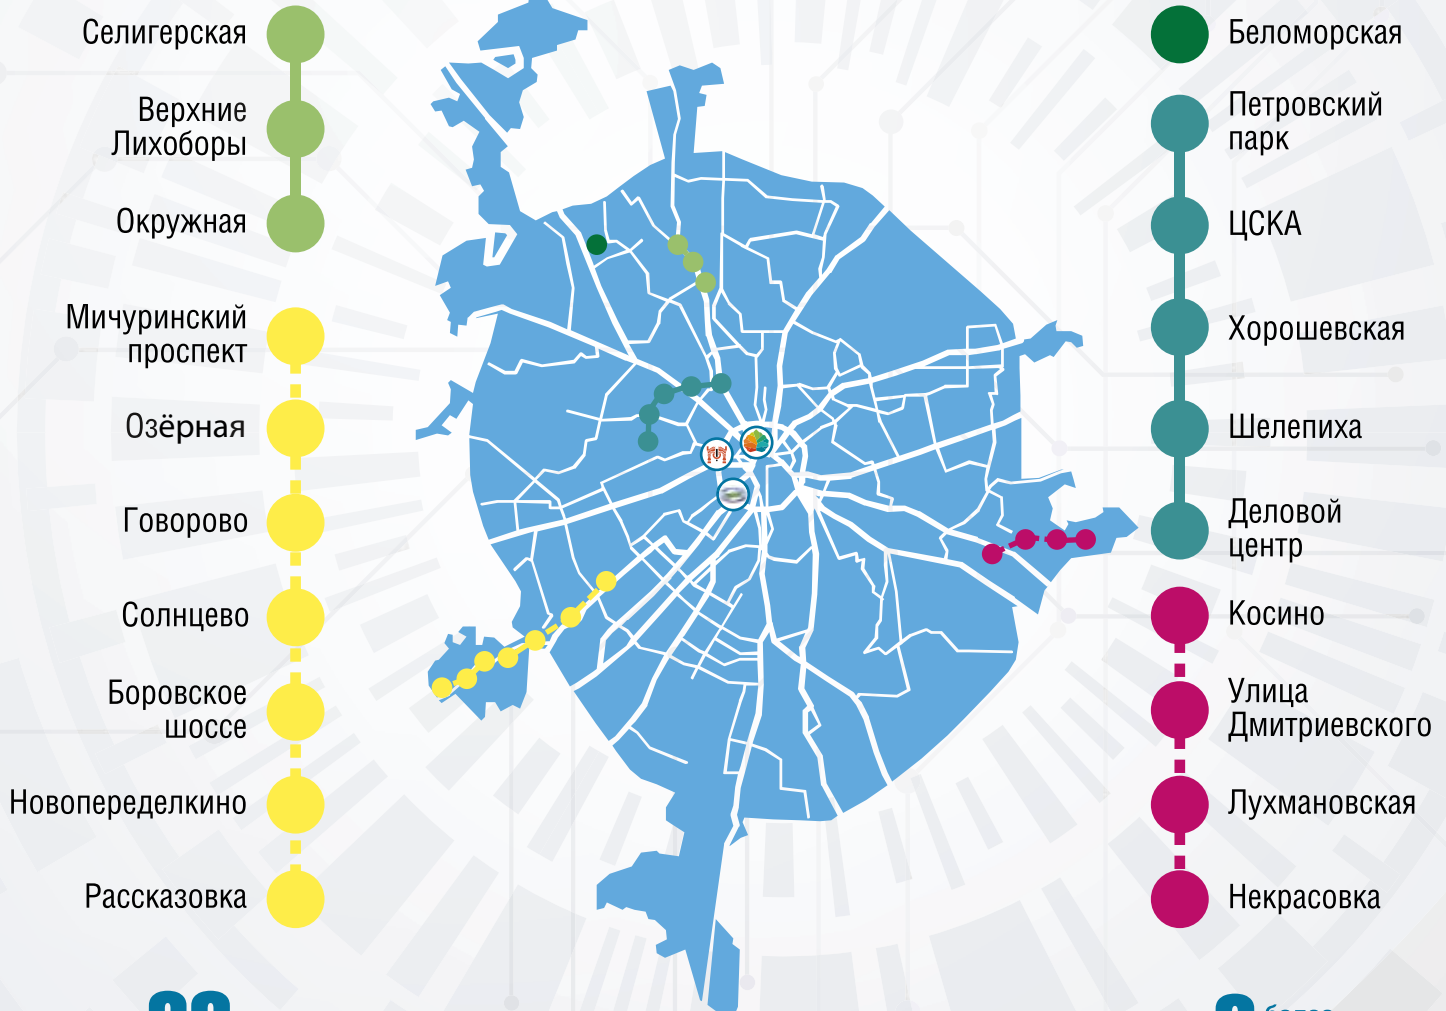 Селигерская
Верхние
Лихоборы
Окружная
Мичуринский
проспект
Озёрная
Говорово
Солнцево
Боровское
шоссе
Новопеределкино
Рассказовка
Беломорская
Петровский
парк
ЦСКА
Хорошевская
Шелепиха
Деловой
центр
Косино
Улица
Дмитриевского
Лухмановская
Некрасовка